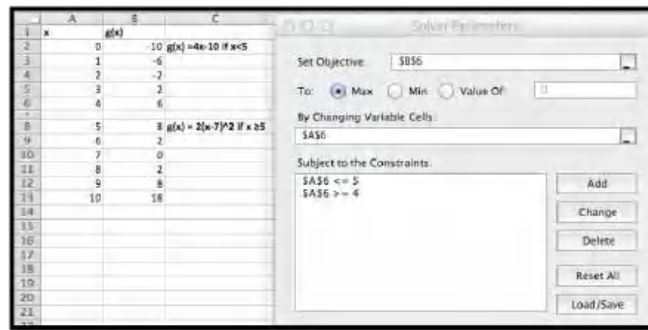 A B C
1 x g(x)
2 0 -10 g(x) =4x-10 if x<5
3 1 -6
4 2 -2
5 3 2
6 4 6
8 5 8 g(x) = 2(x-7)^2 if x ≥5
9 6 2
10 7 0
11 8 2
12 9 8
13 10 18
14
15
16
17
18
19
20
21
Solver Parameters
Set Objective: $B$6
To: Max Min Value Of: 0
By Changing Variable Cells:
$A$6
Subject to the Constraints:
$A$6 <= 5
$A$6 >= 4
Add
Change
Delete
Reset All
Load/Save